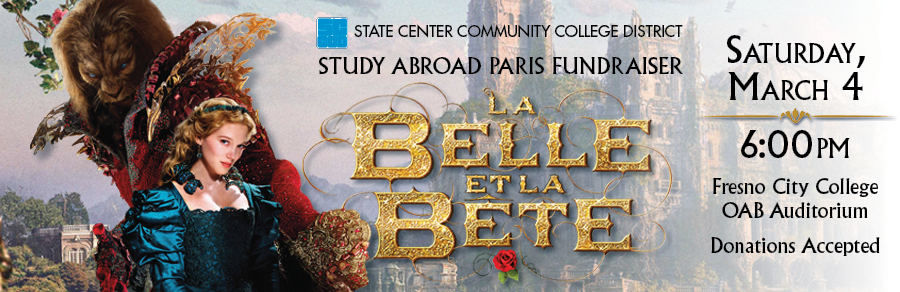 STATE CENTER COMMUNITY COLLEGE DISTRICT
STUDY ABROAD PARIS FUNDRAISER
LA
BELLE
ET LA
BETE
SATURDAY,
MARCH 4
6:00 PM
Fresno City College
OAB Auditorium
Donations Accepted